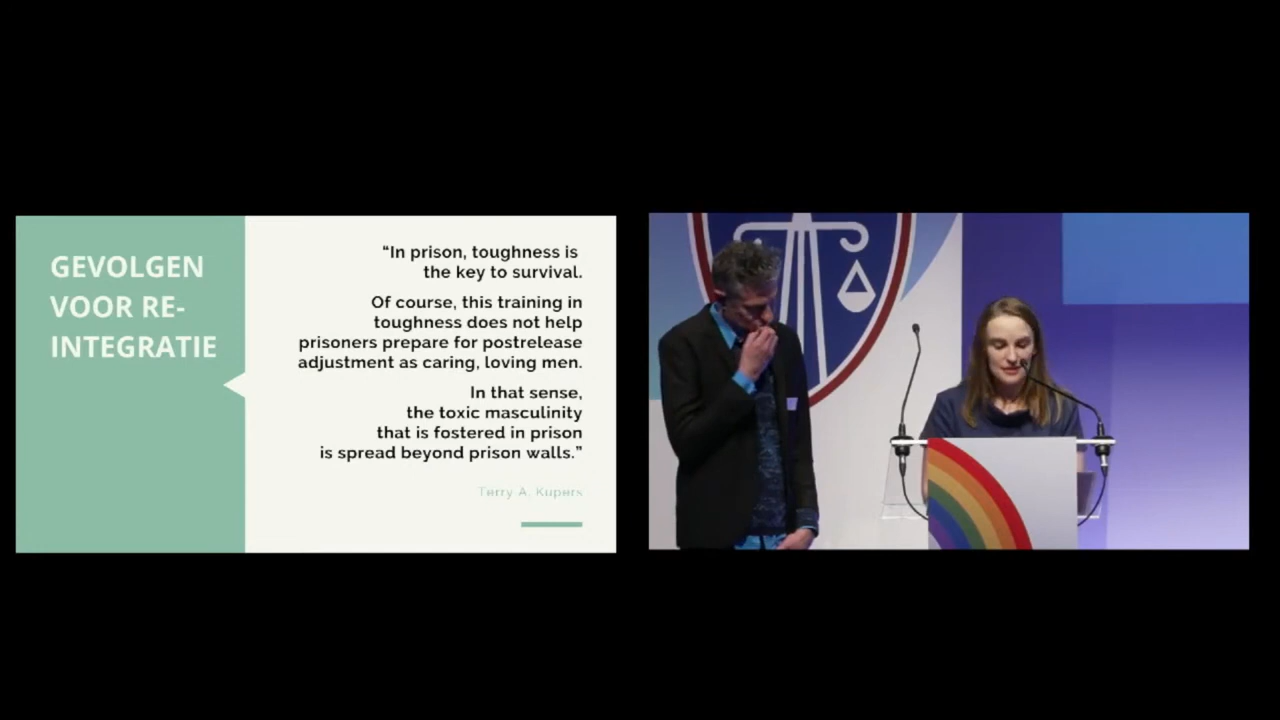 GEVOLGEN
VOOR RE-
INTEGRATIE
“In prison, toughness is
the key to survival.
Of course, this training in
toughness does not help
prisoners prepare for postrelease
adjustment as caring, loving men.
In that sense,
the toxic masculinity
that is fostered in prison
is spread beyond prison walls.”
Terry A. Kupers